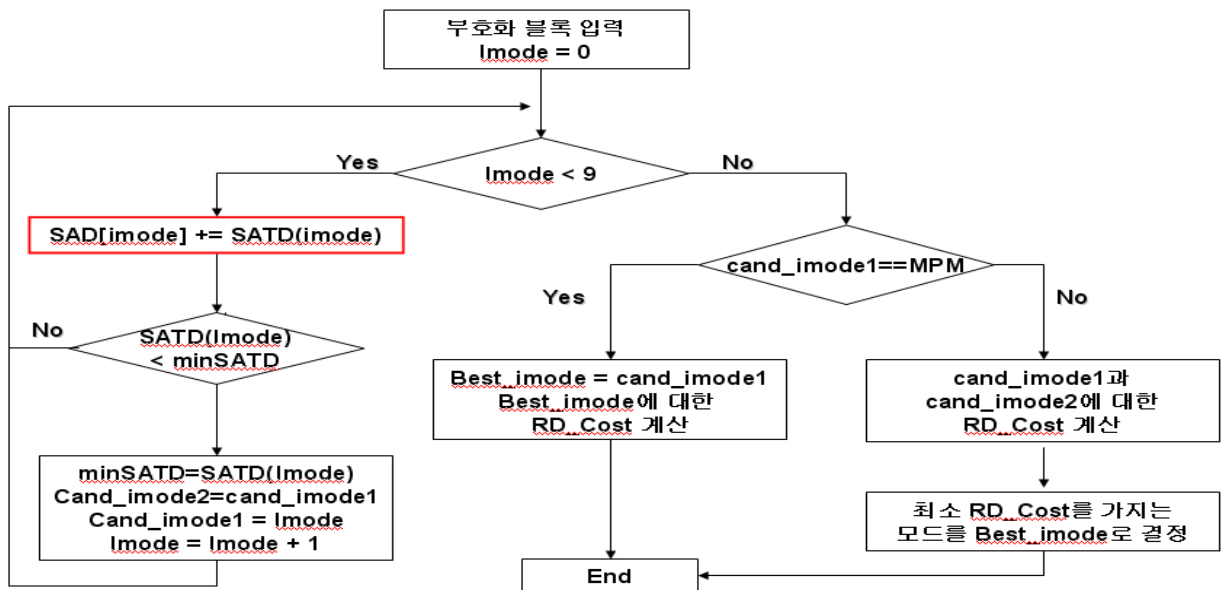 부호화 블록 입력
Imode = 0
Imode < 9
Yes
No
SAD[imode] += SATD(imode)
SATD(Imode)
< minSATD
No
minSATD=SATD(Imode)
Cand_imode2=cand_imode1
Cand_imode1 = Imode
Imode = Imode + 1
cand_imode1==MPM
Yes
No
Best_imode = cand_imode1
Best_imode에 대한
RD_Cost 계산
cand_imode1과
cand_imode2에 대한
RD_Cost 계산
최소 RD_Cost를 가지는
모드를 Best_imode로 결정
End